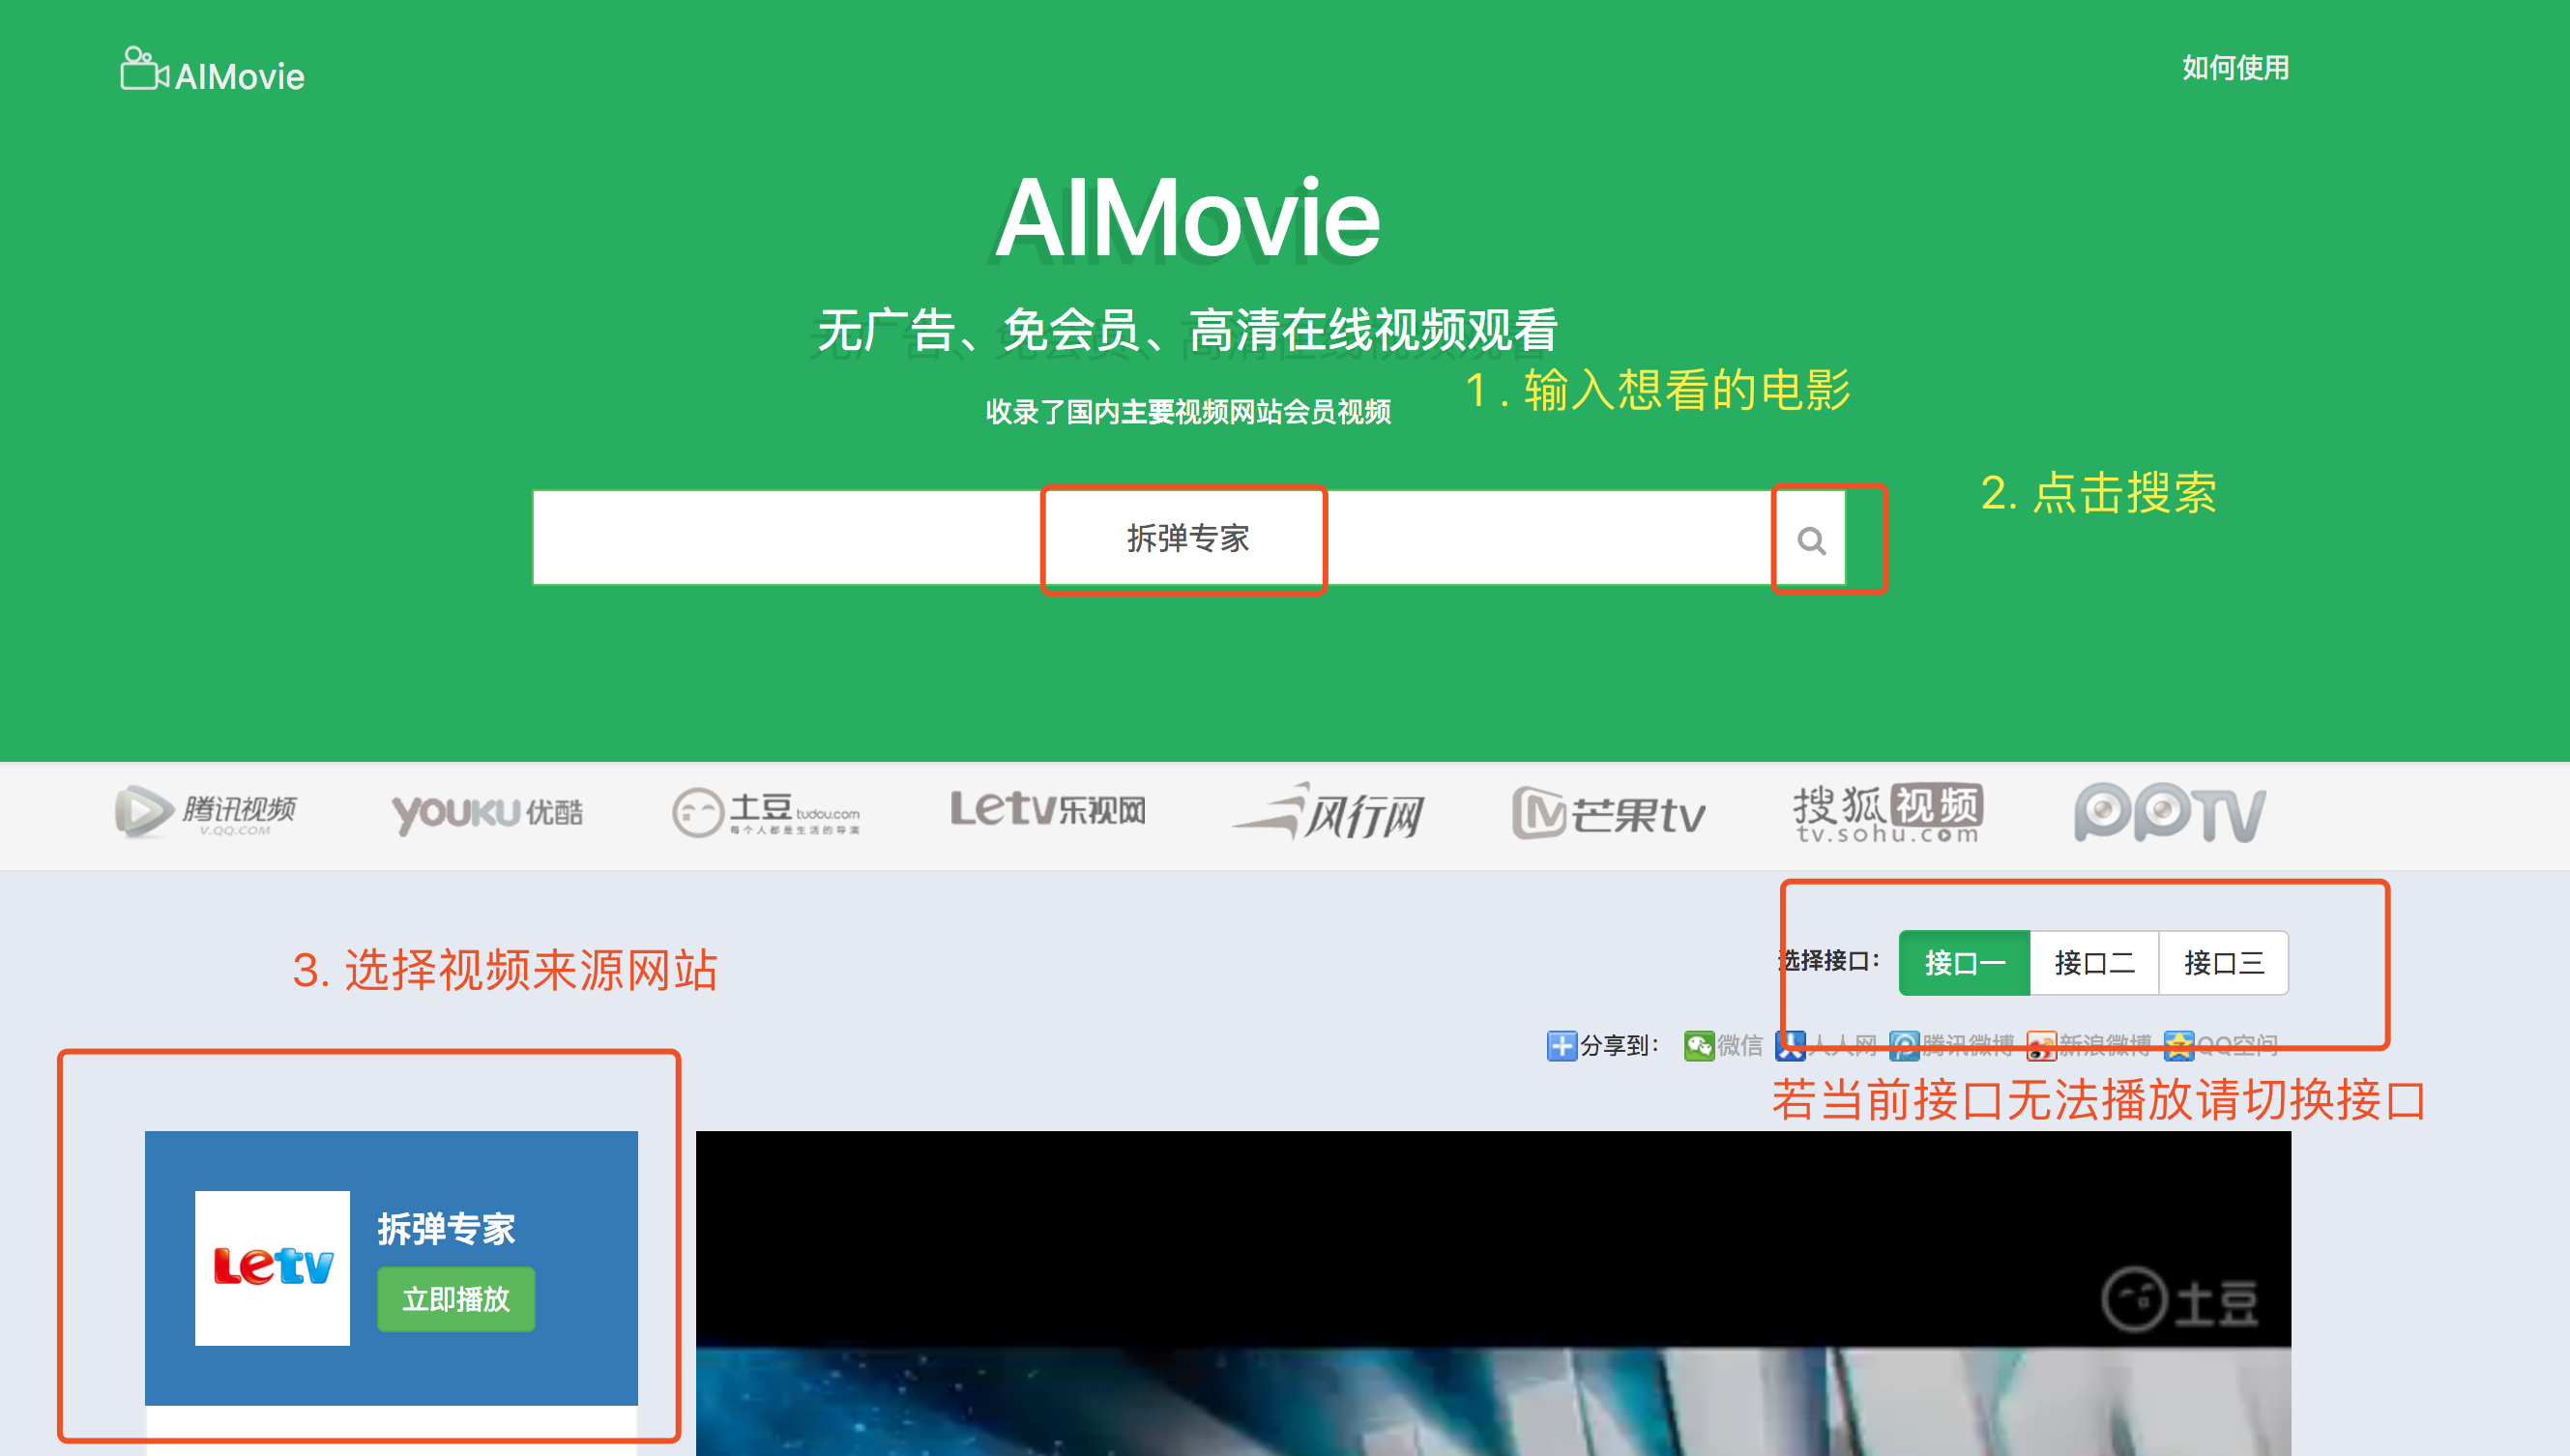 AIMovie
如何使用
AIMovie
无广告、免会员、高清在线视频观看
1 . 输入想看的电影
收录了国内主要视频网站会员视频
2. 点击搜索
拆弹专家
腾讯视频
V.QQ.COM
YOUKU 优酷
土豆 tudou.com
每个人都是生活的导演
Letv乐视网
风行网
芒果tv
搜狐视频
tv.sohu.com
PPTV
3. 选择视频来源网站
选择接口：
接口一
接口二
接口三
分享到：
微信
人人网
腾讯微博
新浪微博
QQ空间
若当前接口无法播放请切换接口
Letv
拆弹专家
立即播放
土豆